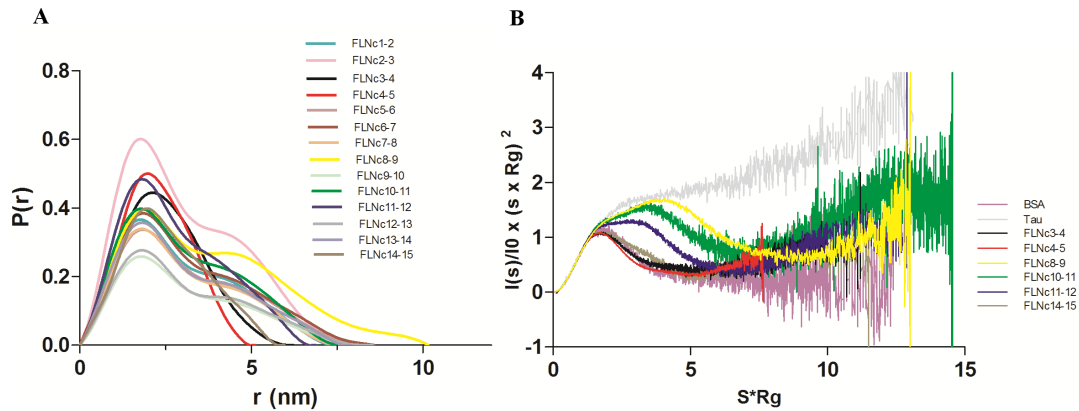 A
B
FLNc1-2
FLNc2-3
FLNc3-4
FLNc4-5
FLNc5-6
FLNc6-7
FLNc7-8
FLNc8-9
FLNc9-10
FLNc10-11
FLNc11-12
FLNc12-13
FLNc13-14
FLNc14-15
0.8
0.6
0.4
0.2
0.0
P(r)
0
5
10
r (nm)
4
3
2
1
0
-1
I(s)/I0 x (s x Rg) 2
0
5
10
15
S*Rg
BSA
Tau
FLNc3-4
FLNc4-5
FLNc8-9
FLNc10-11
FLNc11-12
FLNc14-15